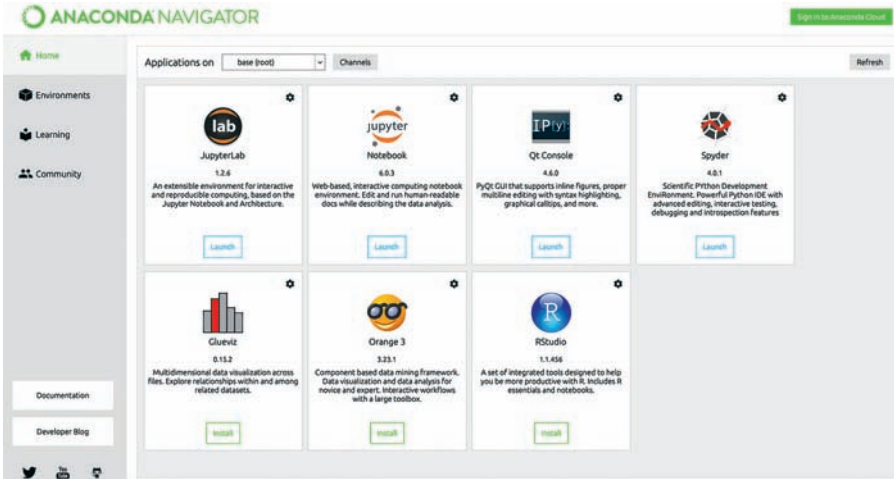 ANACONDA NAVIGATOR
Sign in to Anaconda Cloud
Home
Environments
Learning
Community
Documentation
Developer Blog
You
Tube
Applications on
base (root)
Channels
Refresh
lab
JupyterLab
1.2.6
An extensible environment for interactive
and reproducible computing, based on the
Jupyter Notebook and Architecture.
Launch
jupyter
Notebook
6.0.3
Web-based, interactive computing notebook
environment. Edit and run human-readable
docs while describing the data analysis.
Launch
IP[y]:
Qt Console
4.6.0
PyQt GUI that supports inline figures, proper
multiline editing with syntax highlighting,
graphical calltips, and more.
Launch
Spyder
4.0.1
Scientific PYthon Development
EnviRonment. Powerful Python IDE with
advanced editing, interactive testing,
debugging and introspection features
Launch
Glueviz
0.15.2
Multidimensional data visualization across
files. Explore relationships within and among
related datasets.
Install
Orange 3
3.23.1
Component based data mining framework.
Data visualization and data analysis for
novice and expert. Interactive workflows
with a large toolbox.
Install
R
RStudio
1.1.456
A set of integrated tools designed to help
you be more productive with R. Includes R
essentials and notebooks.
Install